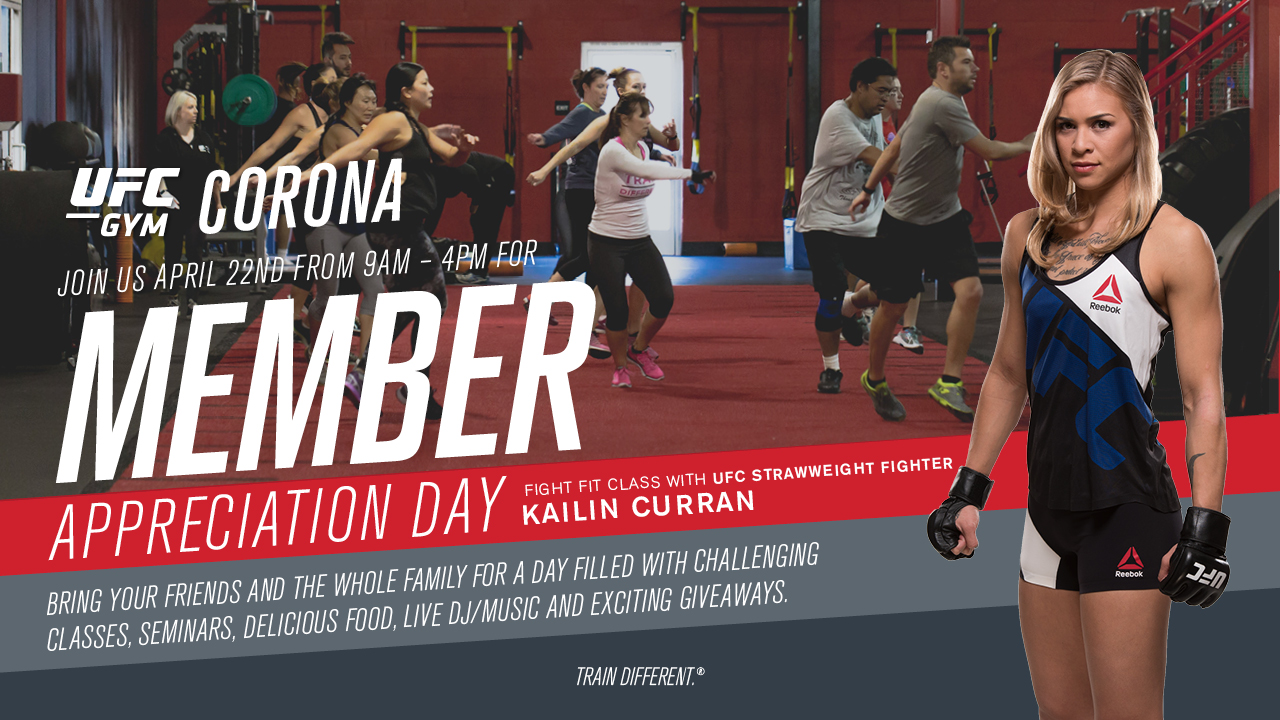 UFC
GYM
CORONA
JOIN US APRIL 22ND FROM 9AM – 4PM FOR
MEMBER
APPRECIATION DAY
FIGHT FIT CLASS WITH UFC STRAWWEIGHT FIGHTER
KAILIN CURRAN
BRING YOUR FRIENDS AND THE WHOLE FAMILY FOR A DAY FILLED WITH CHALLENGING
CLASSES, SEMINARS, DELICIOUS FOOD, LIVE DJ/MUSIC AND EXCITING GIVEAWAYS.
TRAIN DIFFERENT.®
EXIT
Reebok
UFC
Reebok
UFC